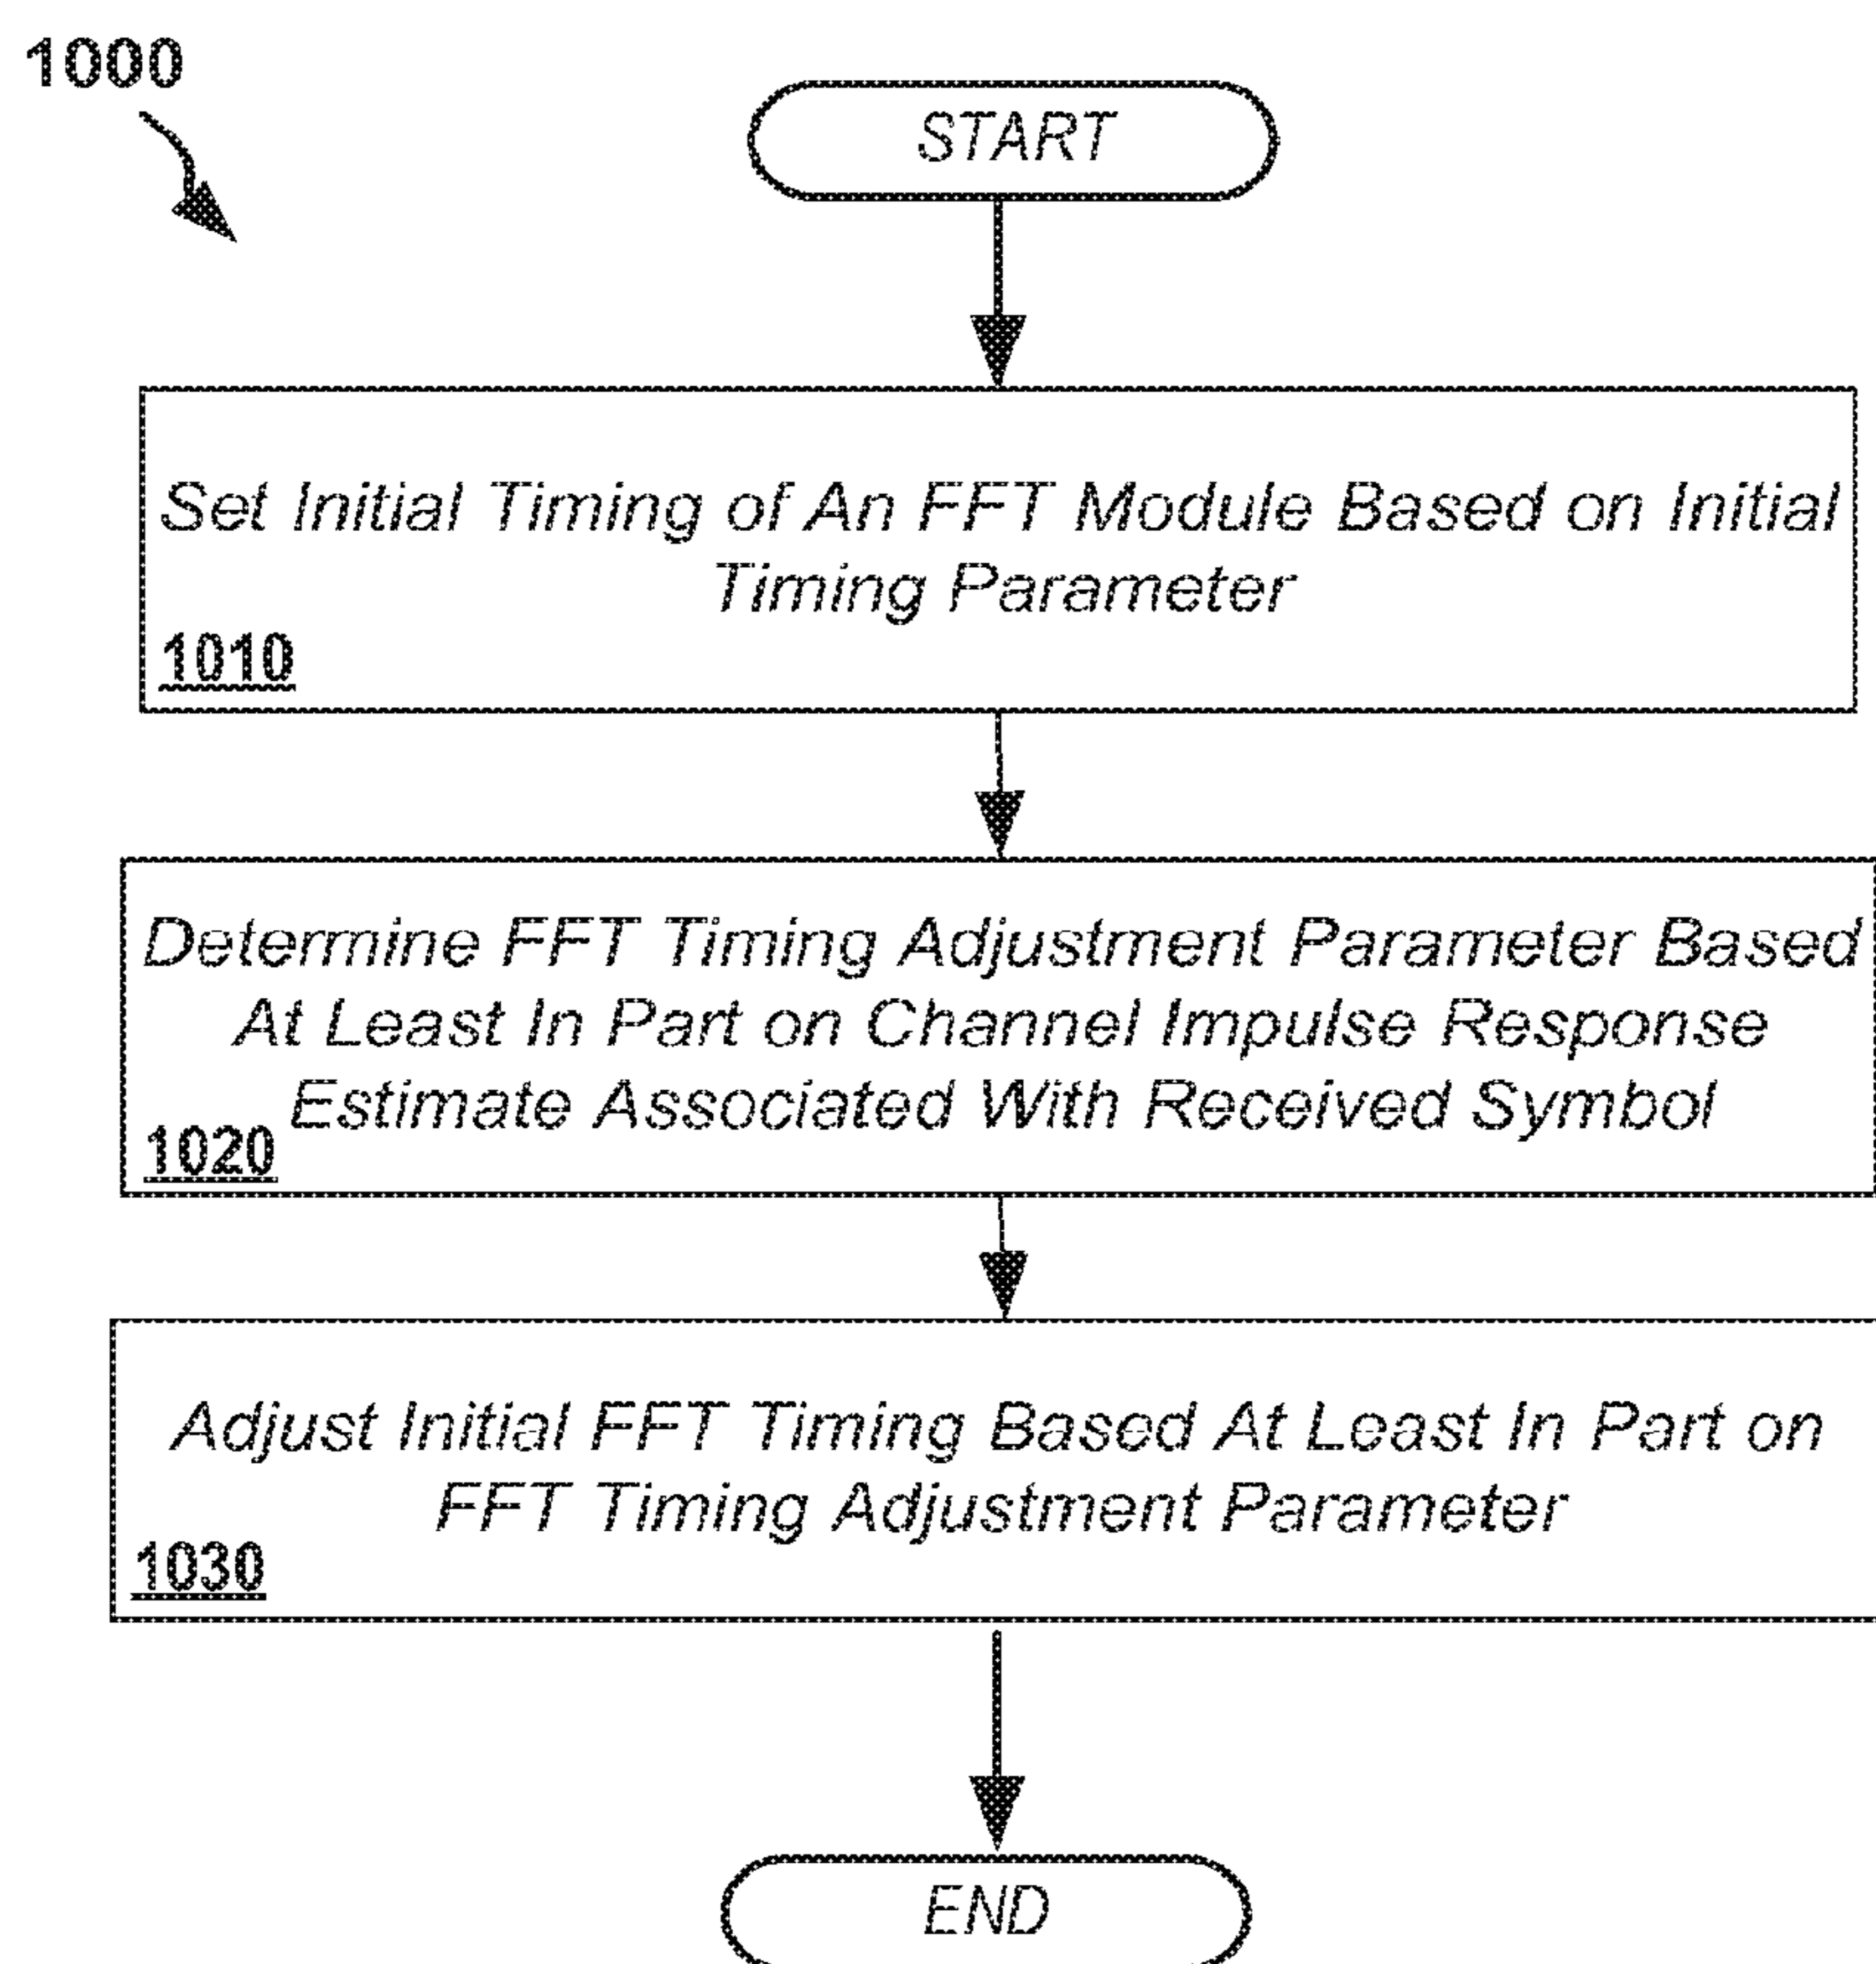 1000
START
Set Initial Timing of An FFT Module Based on Initial
Timing Parameter
1010
Determine FFT Timing Adjustment Parameter Based
At Least In Part on Channel Impulse Response
Estimate Associated With Received Symbol
1020
Adjust Initial FFT Timing Based At Least In Part on
FFT Timing Adjustment Parameter
1030
END